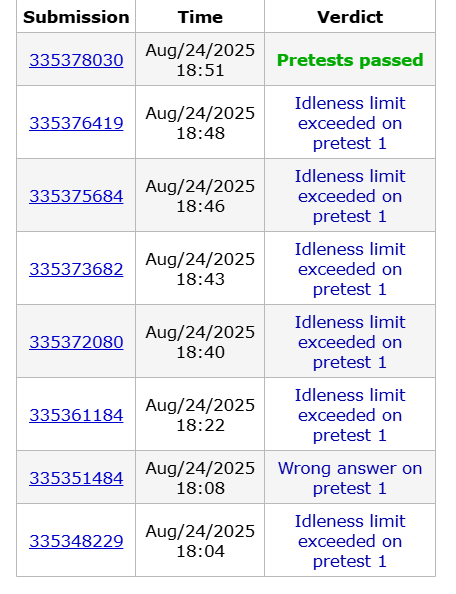 Submission Time Verdict
335378030 Aug/24/2025 18:51 Pretests passed
335376419 Aug/24/2025 18:48 Idleness limit exceeded on pretest 1
335375684 Aug/24/2025 18:46 Idleness limit exceeded on pretest 1
335373682 Aug/24/2025 18:43 Idleness limit exceeded on pretest 1
335372080 Aug/24/2025 18:40 Idleness limit exceeded on pretest 1
335361184 Aug/24/2025 18:22 Idleness limit exceeded on pretest 1
335351484 Aug/24/2025 18:08 Wrong answer on pretest 1
335348229 Aug/24/2025 18:04 Idleness limit exceeded on pretest 1